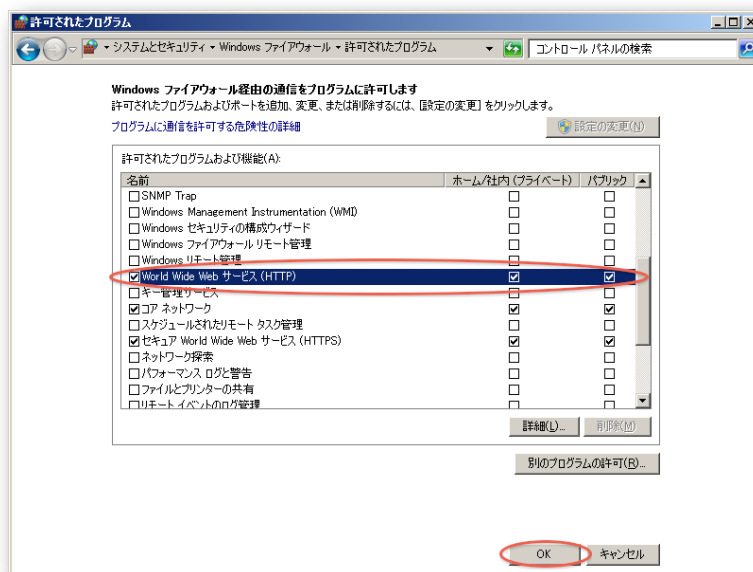 許可されたプログラム
システムとセキュリティ ▾ Windows ファイアウォール ▾ 許可されたプログラム
コントロール パネルの検索
Windows ファイアウォール経由の通信をプログラムに許可します
許可されたプログラムおよびポートを追加、変更、または削除するには、[設定の変更] をクリックします。
プログラムに通信を許可する危険性の詳細
設定の変更(N)
許可されたプログラムおよび機能(A):
名前 ホーム/社内 (プライベート) パブリック
SNMP Trap
Windows Management Instrumentation (WMI)
Windows セキュリティの構成ウィザード
Windows ファイアウォール リモート管理
Windows リモート管理
World Wide Web サービス (HTTP)
キー管理サービス
コア ネットワーク
スケジュールされたリモート タスク管理
セキュア World Wide Web サービス (HTTPS)
ネットワーク探索
パフォーマンス ログと警告
ファイルとプリンターの共有
リモート イベントのログ管理
詳細(L)... 削除(M)
別のプログラムの許可(R)...
OK キャンセル